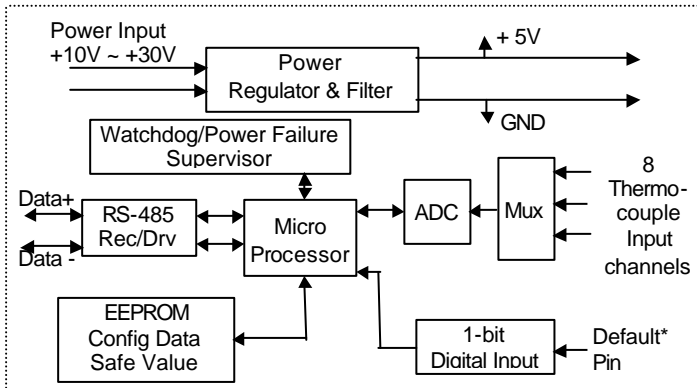 Power Input
+10V ~ +30V
Power
Regulator & Filter
+ 5V
GND
Watchdog/Power Failure
Supervisor
Data+
Data -
RS-485
Rec/Drv
Micro
Processor
ADC
Mux
8
Thermo-
couple
Input
channels
EEPROM
Config Data
Safe Value
1-bit
Digital Input
Default*
Pin